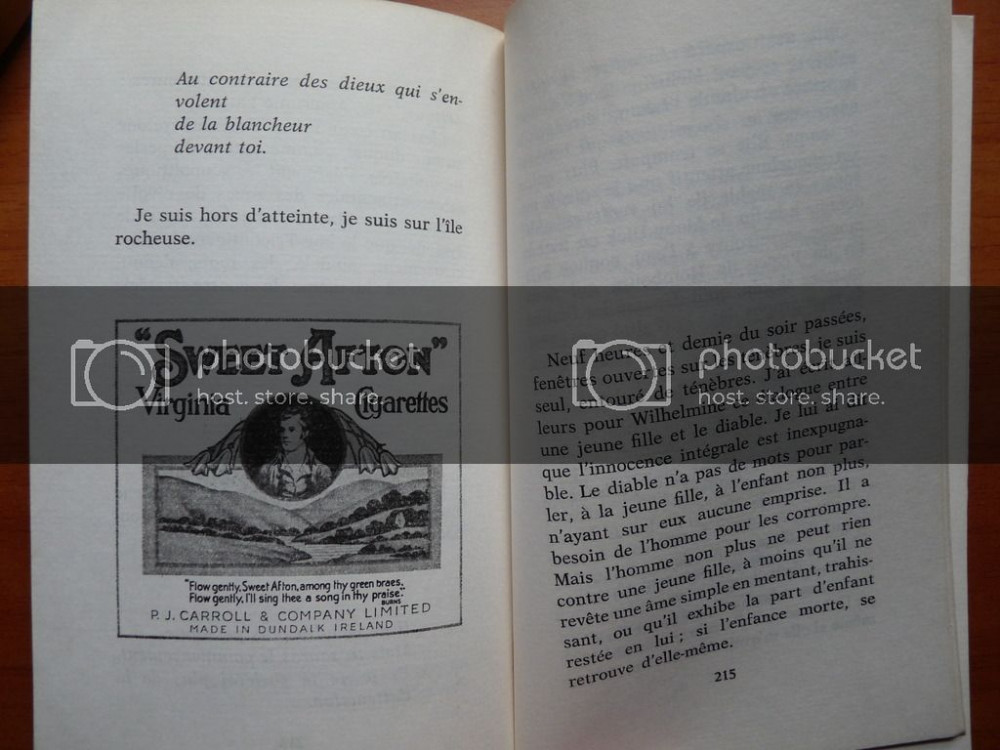 Au contraire des dieux qui s'en-
volent
de la blancheur
devant toi.
Je suis hors d'atteinte, je suis sur l'île
rocheuse.
"SWEET AFTON"
Virginia Cigarettes
"Flow gently, Sweet Afton, among thy green braes,
Flow gently, I'll sing thee a song in thy praise."
BURNS
P. J. CARROLL & COMPANY LIMITED
MADE IN DUNDALK IRELAND
Neuf heures et demie du soir passées,
fenêtres ouvertes sur les ténèbres, je suis
seul, entouré de ténèbres. J'ai écrit
leurs pour Wilhelmine ce dialogue entre
une jeune fille et le diable. Je lui ai dit
que l'innocence intégrale est inexpugna-
ble. Le diable n'a pas de mots pour par-
ler, à la jeune fille, à l'enfant non plus,
n'ayant sur eux aucune emprise. Il a
besoin de l'homme pour les corrompre.
Mais l'homme non plus ne peut rien
contre une jeune fille, à moins qu'il ne
revête une âme simple en mentant, trahis-
sant, ou qu'il exhibe la part d'enfant
restée en lui ; si l'enfance morte, se
retrouve d'elle-même.
215
photobucket
host. store. share.
photobucket
host. store. share.